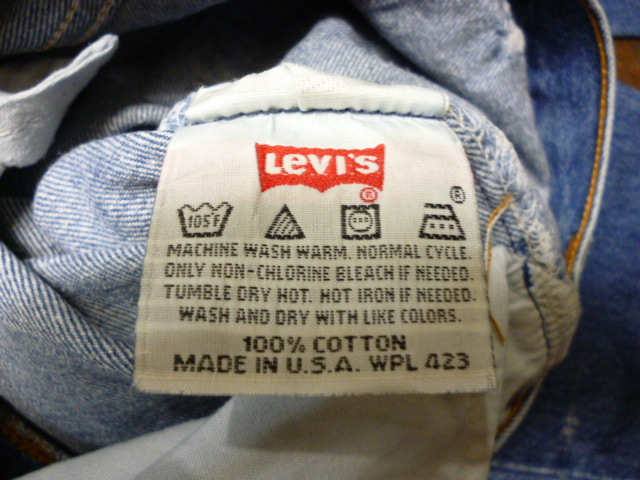 LEVI'S
®
®
105°F
MACHINE WASH WARM. NORMAL CYCLE.
ONLY NON-CHLORINE BLEACH IF NEEDED.
TUMBLE DRY HOT. HOT IRON IF NEEDED.
WASH AND DRY WITH LIKE COLORS.
100% COTTON
MADE IN U.S.A. WPL 423